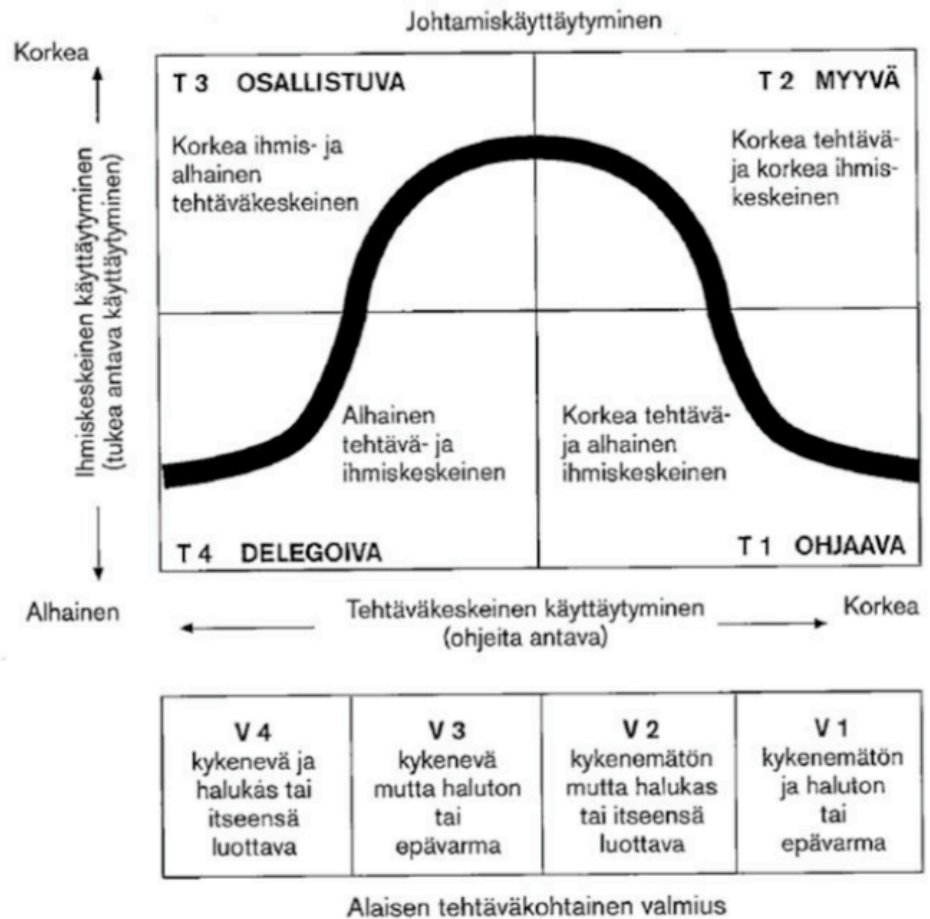 Johtamiskäyttäytyminen
Korkea
T 3 OSALLISTUVA
Korkea ihmis- ja
alhainen
tehtäväkeskeinen
T 2 MYYVÄ
Korkea tehtävä-
ja korkea ihmis-
keskeinen
Ihmiskeskeinen käyttäytyminen
(tukea antava käyttäytyminen)
Alhainen
tehtävä- ja
ihmiskeskeinen
T 4 DELEGOIVA
Korkea tehtävä-
ja alhainen
ihmiskeskeinen
T 1 OHJAAVA
Alhainen
Tehtäväkeskeinen käyttäytyminen
(ohjeita antava)
Korkea
V 4
kykenevä ja
halukas tai
itseensä
luottava
V 3
kykenevä
mutta haluton
tai
epävarma
V 2
kykenemätön
mutta halukas
tai itseensä
luottava
V 1
kykenemätön
ja haluton
tai
epävarma
Alaisen tehtäväkohtainen valmius